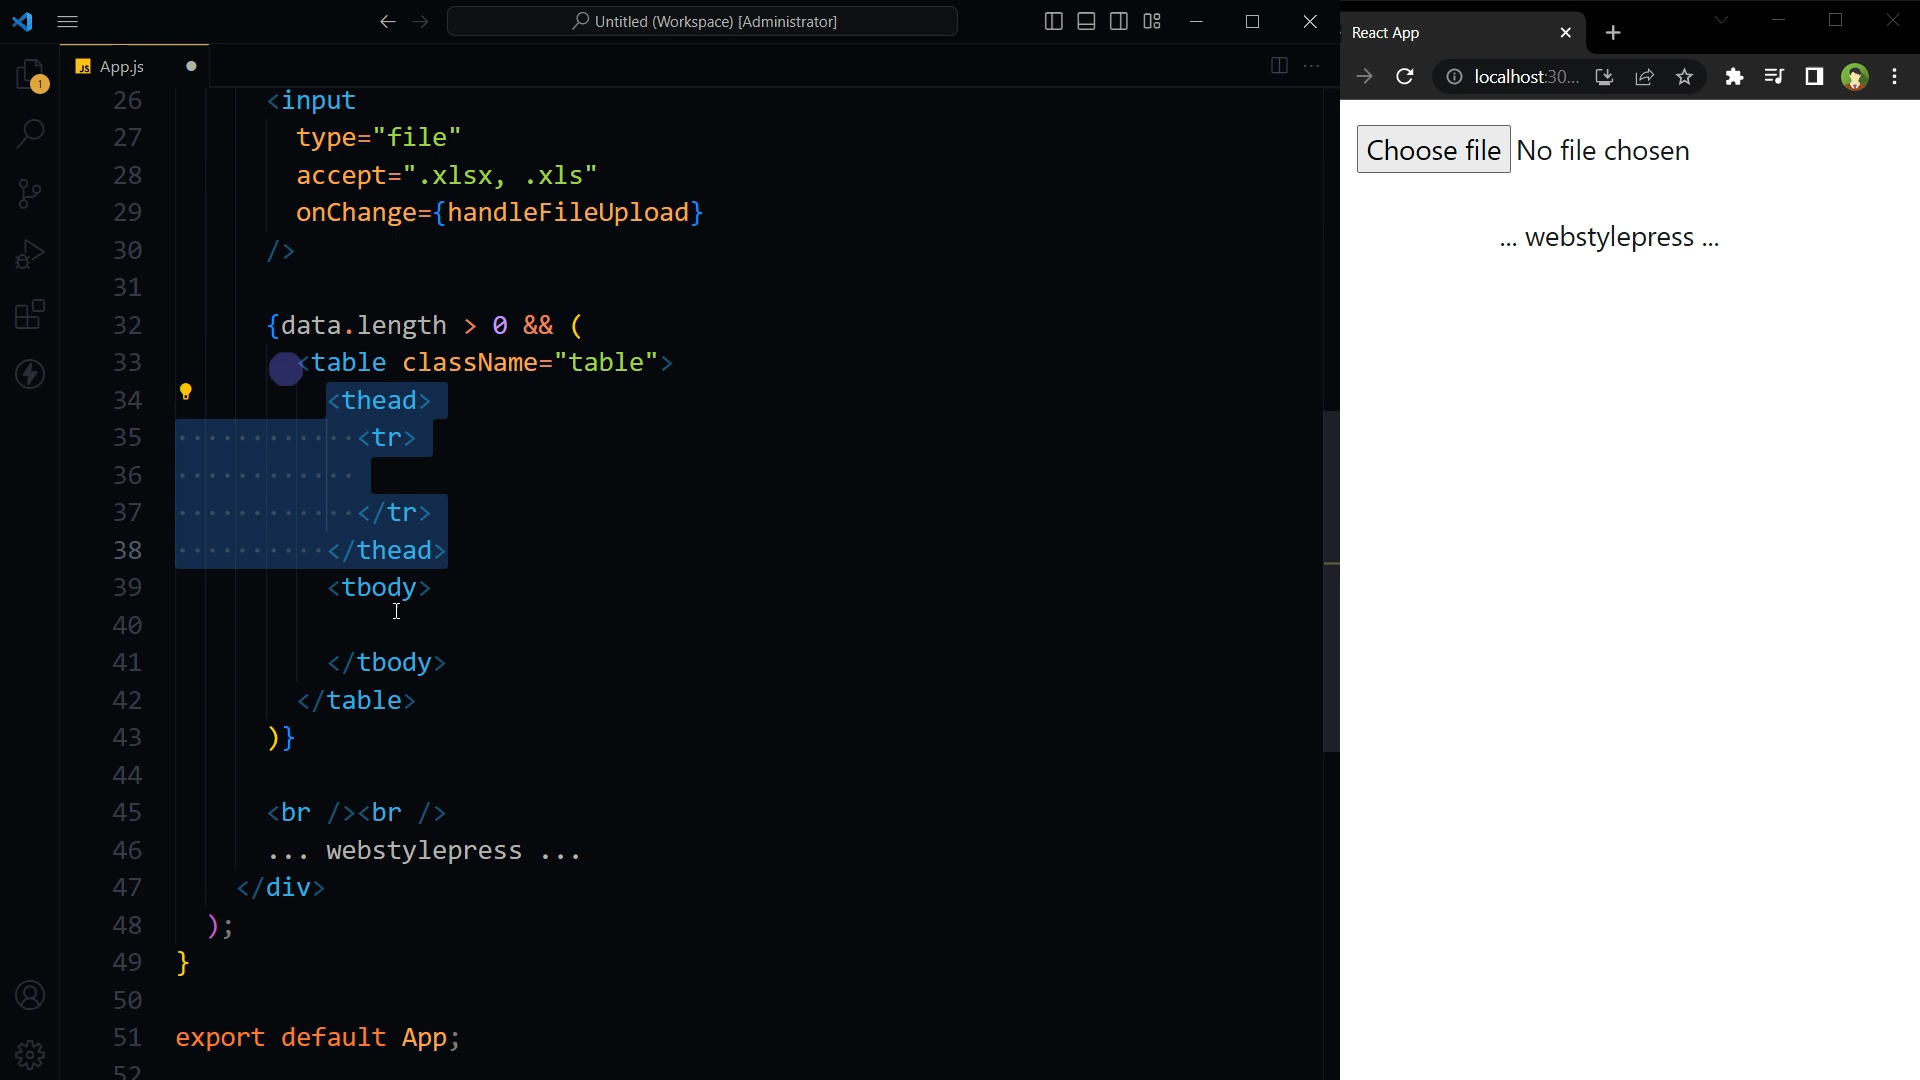 Untitled (Workspace) [Administrator]
JS App.js
1
26 <input
27 type="file"
28 accept=".xlsx, .xls"
29 onChange={handleFileUpload}
30 />
31
32 {data.length > 0 && (
33 <table className="table">
34 <thead>
35 <tr>
36
37 </tr>
38 </thead>
39 <tbody>
40
41 </tbody>
42 </table>
43 )}
44
45 <br /><br />
46 ... webstylepress ...
47 </div>
48 );
49 }
50
51 export default App;
52
React App
localhost:30...
Choose file No file chosen
... webstylepress ...